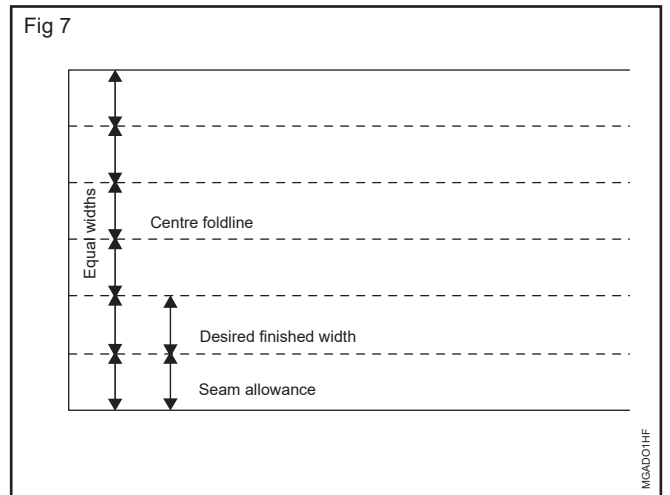 Fig 7
Equal widths
Centre foldline
Desired finished width
Seam allowance
MGADO1HF